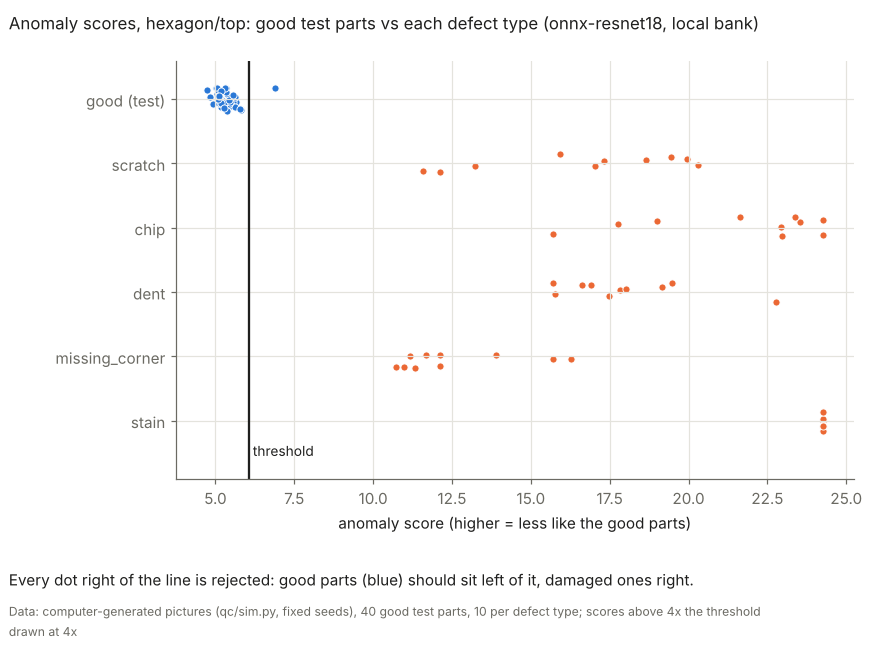 Anomaly scores, hexagon/top: good test parts vs each defect type (onnx-resnet18, local bank)
good (test)
scratch
chip
dent
missing_corner
stain
threshold
5.0 7.5 10.0 12.5 15.0 17.5 20.0 22.5 25.0
anomaly score (higher = less like the good parts)
Every dot right of the line is rejected: good parts (blue) should sit left of it, damaged ones right.
Data: computer-generated pictures (qc/sim.py, fixed seeds), 40 good test parts, 10 per defect type; scores above 4x the threshold
drawn at 4x